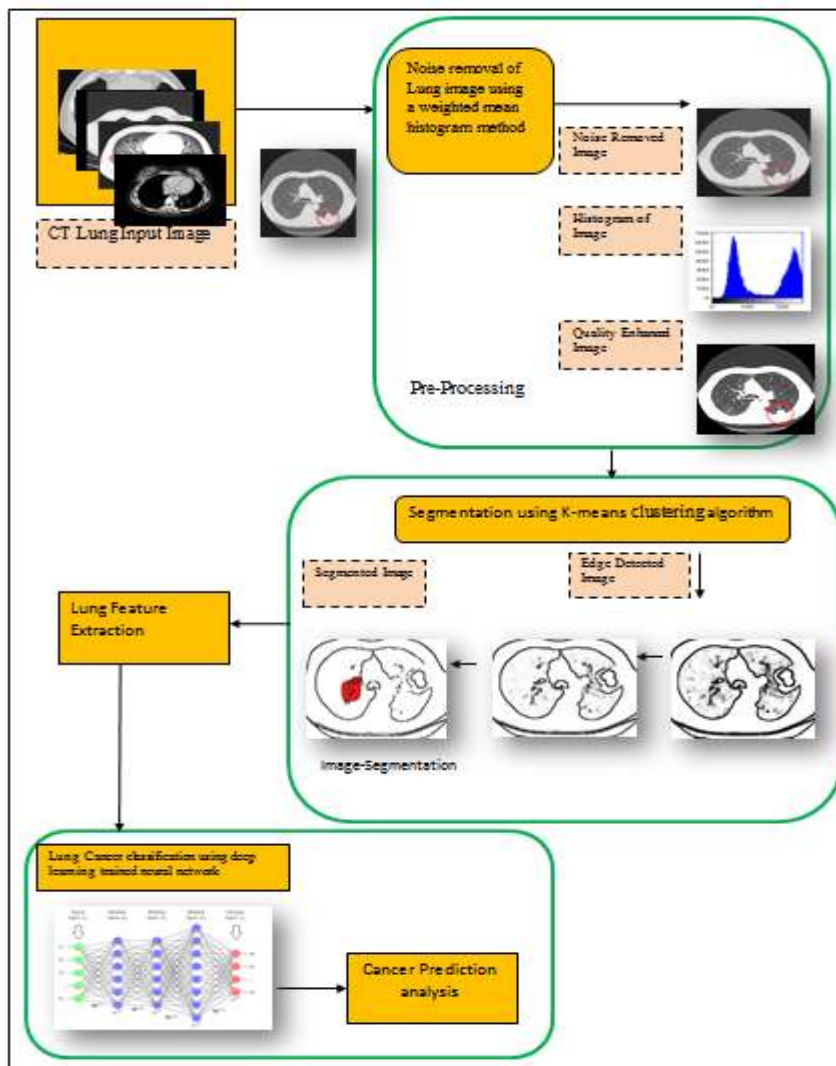 CT Lung Input Image
Noise removal of
Lung image using
a weighted mean
histogram method
Noise Removed
Image
Histogram of
Image
Quality Enhanced
Image
Pre-Processing
Segmentation using K-means clustering algorithm
Segmented Image
Edge Detected
Image
Image-Segmentation
Lung Feature
Extraction
Lung Cancer classification using deep
learning trained neural network
Cancer Prediction
analysis